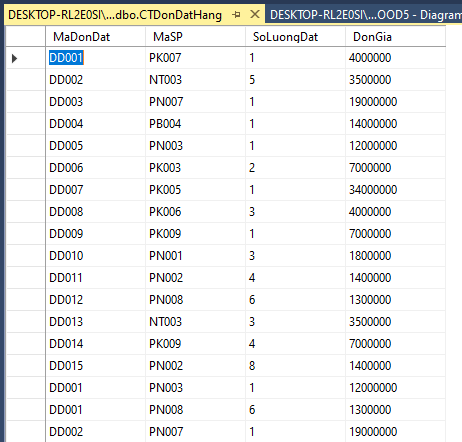 DESKTOP-RL2E0SI\...dbo.CTDonDatHang DESKTOP-RL2E0SI\...OOD5 - Diagram
MaDonDat MaSP SoLuongDat DonGia
DD001 PK007 1 4000000
DD002 NT003 5 3500000
DD003 PN007 1 19000000
DD004 PB004 1 14000000
DD005 PN003 1 12000000
DD006 PK003 2 7000000
DD007 PK005 1 34000000
DD008 PK006 3 4000000
DD009 PK009 1 7000000
DD010 PN001 3 1800000
DD011 PN002 4 1400000
DD012 PN008 6 1300000
DD013 NT003 3 3500000
DD014 PK009 4 7000000
DD015 PN002 8 1400000
DD001 PN003 1 12000000
DD001 PN008 6 1300000
DD002 PN007 1 19000000